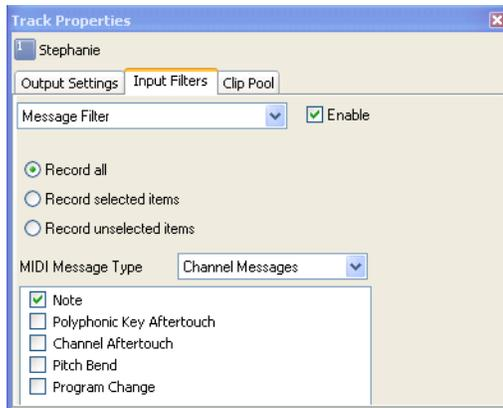 Track Properties
1 Stephanie
Output Settings Input Filters Clip Pool
Message Filter Enable
Record all
Record selected items
Record unselected items
MIDI Message Type Channel Messages
Note
Polyphonic Key Aftertouch
Channel Aftertouch
Pitch Bend
Program Change